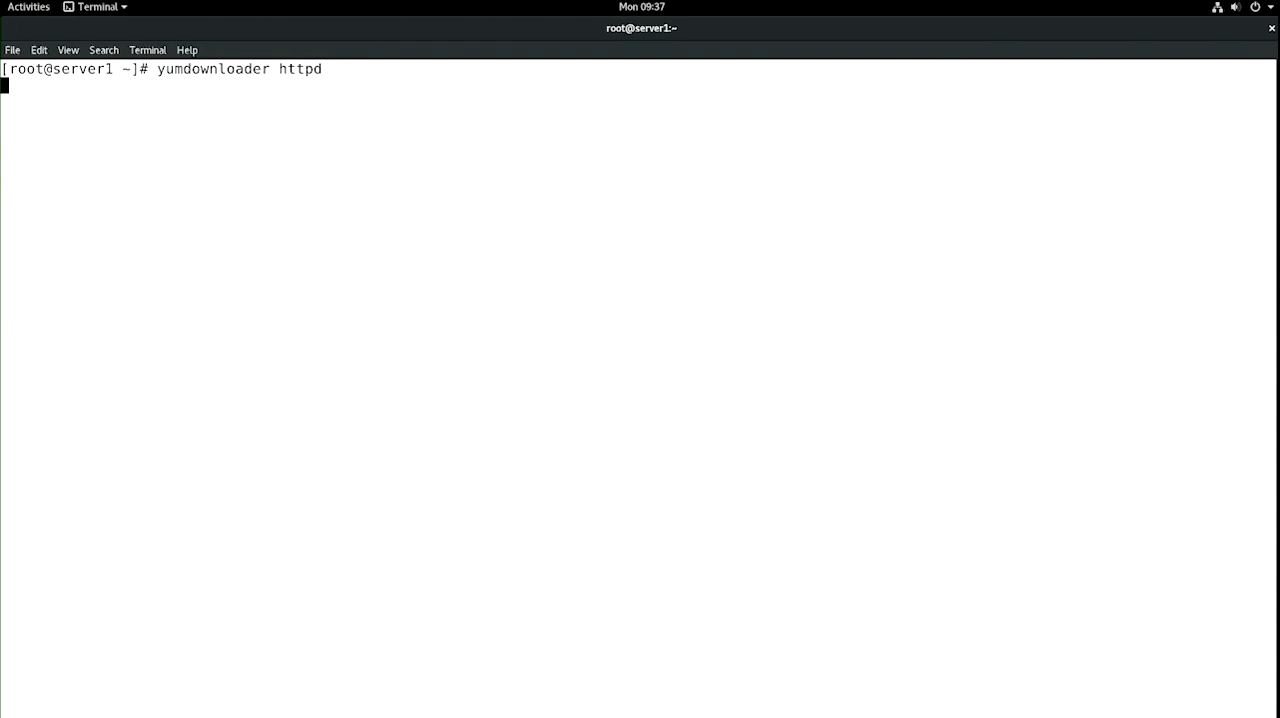 Activities Terminal Mon 09:37
root@server1:~
File Edit View Search Terminal Help
[root@server1 ~]# yumdownloader httpd